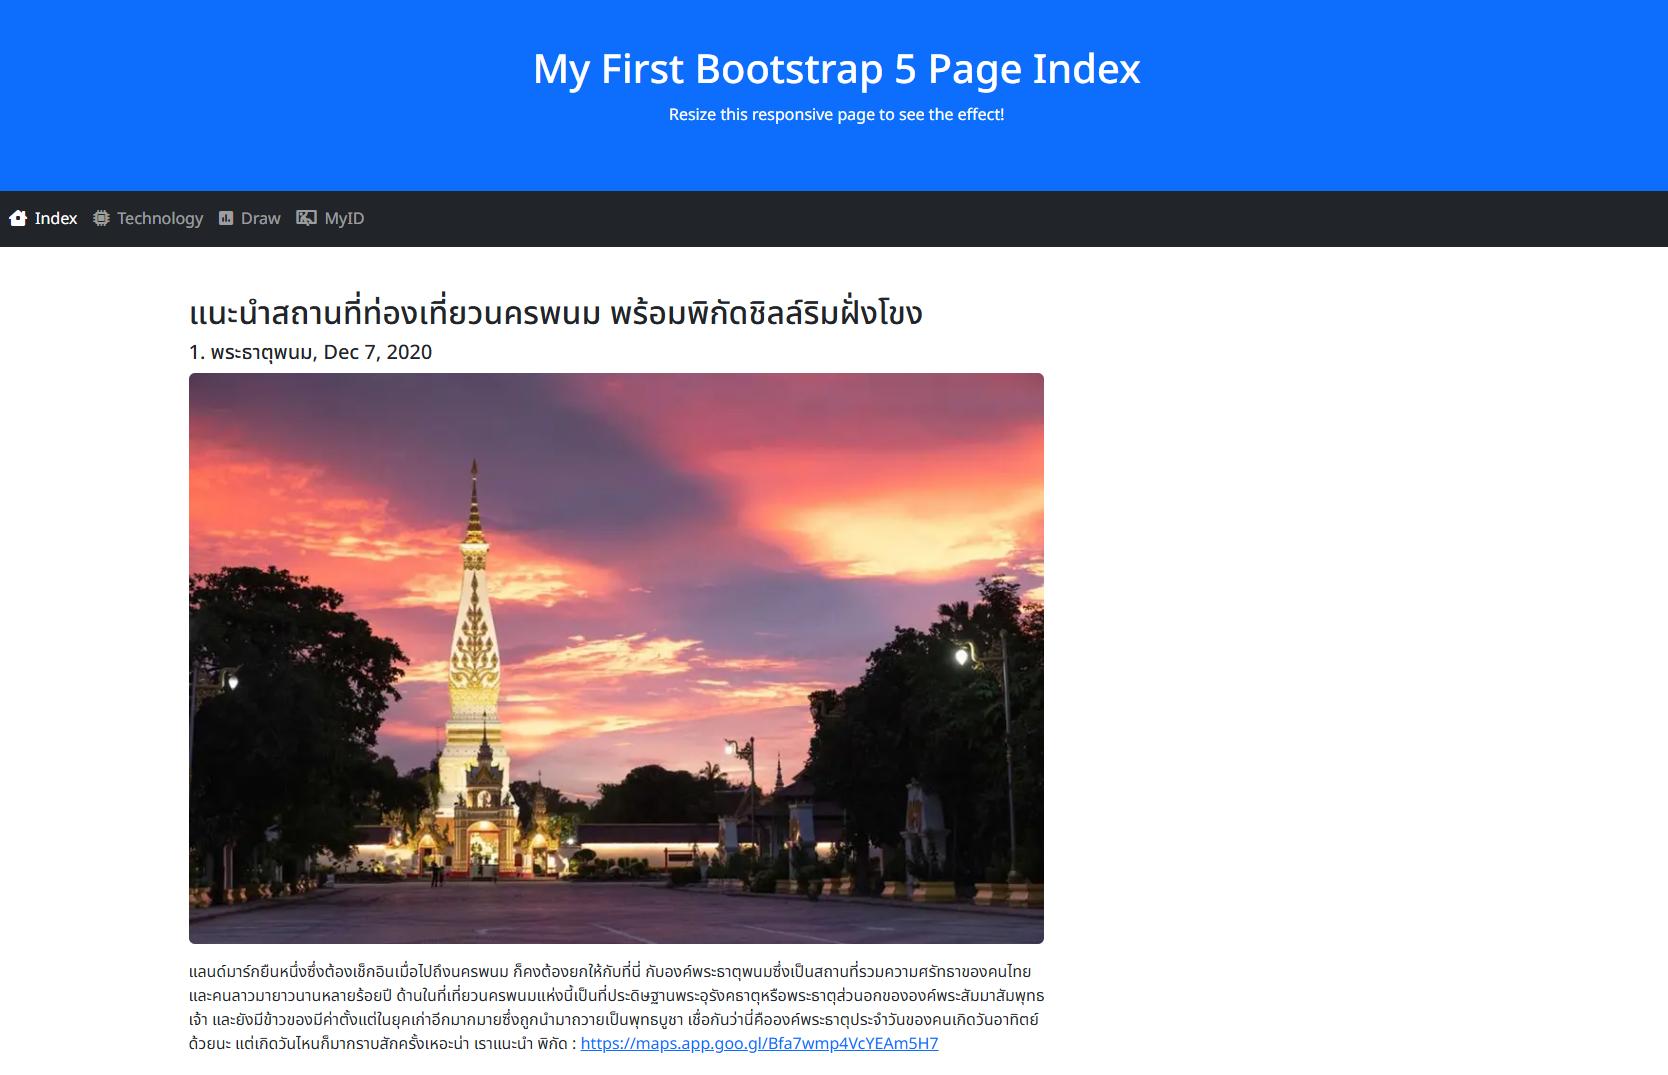 My First Bootstrap 5 Page Index
Resize this responsive page to see the effect!
Index Technology Draw MyID
แนะนำสถานที่ท่องเที่ยวนครพนม พร้อมพิกัดชิลล์ริมฝั่งโขง
1. พระธาตุพนม, Dec 7, 2020
แลนด์มาร์กยืนหนึ่งซึ่งต้องเช็กอินเมื่อไปถึงนครพนม ก็คงต้องยกให้กับที่นี่ กับองค์พระธาตุพนมซึ่งเป็นสถานที่รวมความศรัทธาของคนไทย
และคนลาวมายาวนานหลายร้อยปี ด้านในที่เที่ยวนครพนมแห่งนี้เป็นที่ประดิษฐานพระอุรังคธาตุหรือพระธาตุส่วนอกขององค์พระสัมมาสัมพุทธ
เจ้า และยังมีข้าวของมีค่าตั้งแต่ในยุคเก่าอีกมากมายซึ่งถูกนำมาถวายเป็นพุทธบูชา เชื่อกันว่านี่คือองค์พระธาตุประจำวันของคนเกิดวันอาทิตย์
ด้วยนะ แต่เกิดวันไหนก็มากราบสักครั้งเหอะน่า เราแนะนำ พิกัด : https://maps.app.goo.gl/Bfa7wmp4VcYEAm5H7